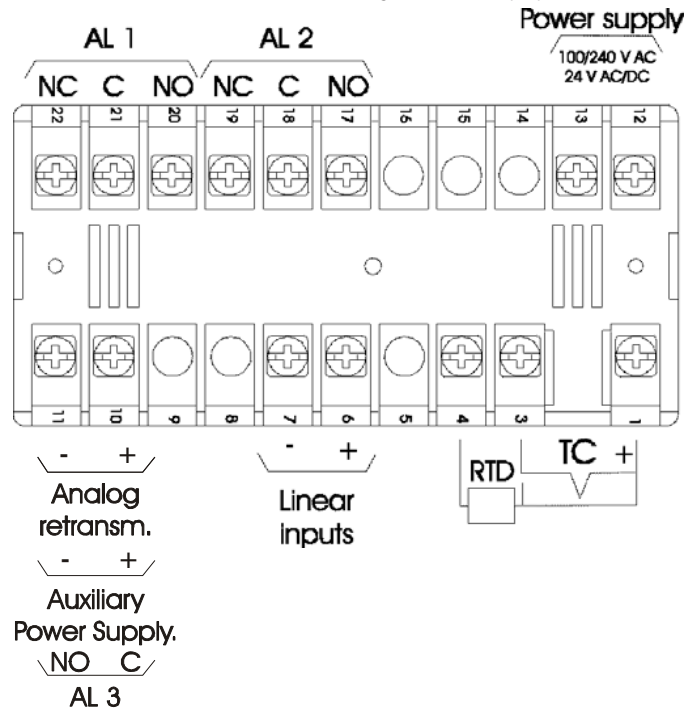 Power supply
AL 1 AL 2
100/240 V AC
24 V AC/DC
NC C NO NC C NO
22 21 20 19 18 17 16 15 14 13 12
11 10 9 8 7 6 5 4 3 1
- + - + RTD TC +
Analog
retransm.
Linear
inputs
- +
Auxiliary
Power Supply.
NO C
AL 3